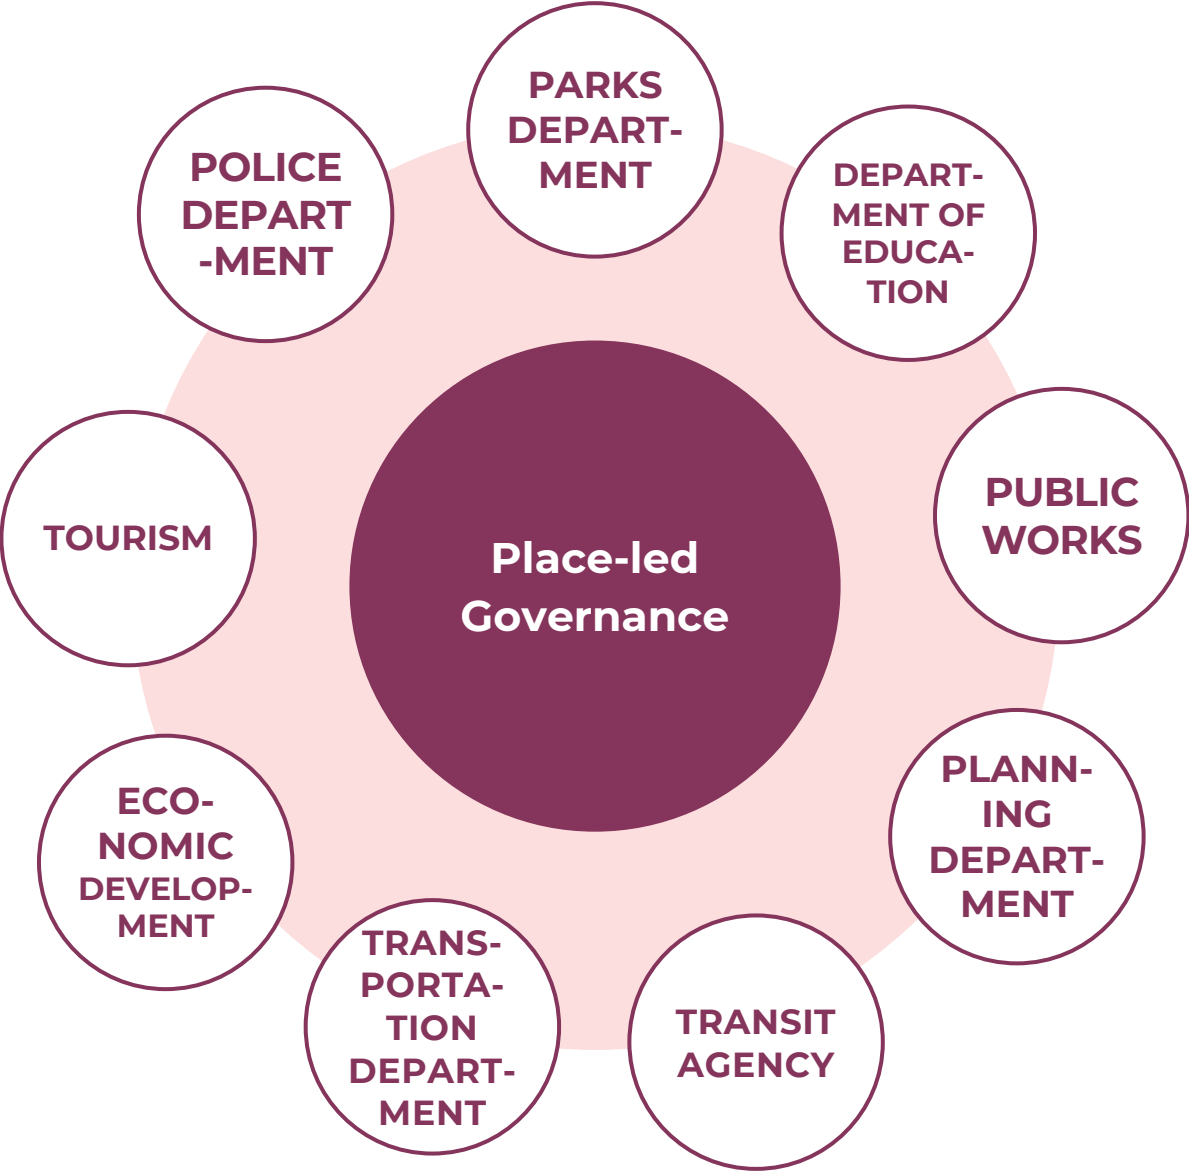 PARKS
DEPART-
MENT
DEPART-
MENT OF
EDUCA-
TION
PUBLIC
WORKS
PLANN-
ING
DEPART-
MENT
TRANSIT
AGENCY
TRANS-
PORTA-
TION
DEPART-
MENT
ECO-
NOMIC
DEVELOP-
MENT
TOURISM
POLICE
DEPART
-MENT
Place-led
Governance